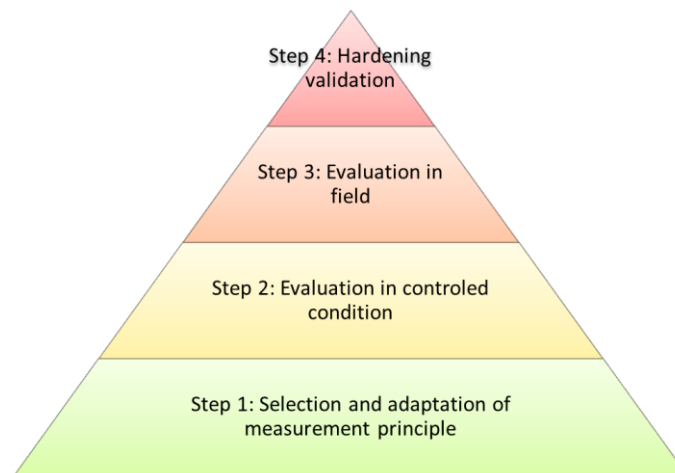 Step 4: Hardening
validation
Step 3: Evaluation in
field
Step 2: Evaluation in controled
condition
Step 1: Selection and adaptation of
measurement principle